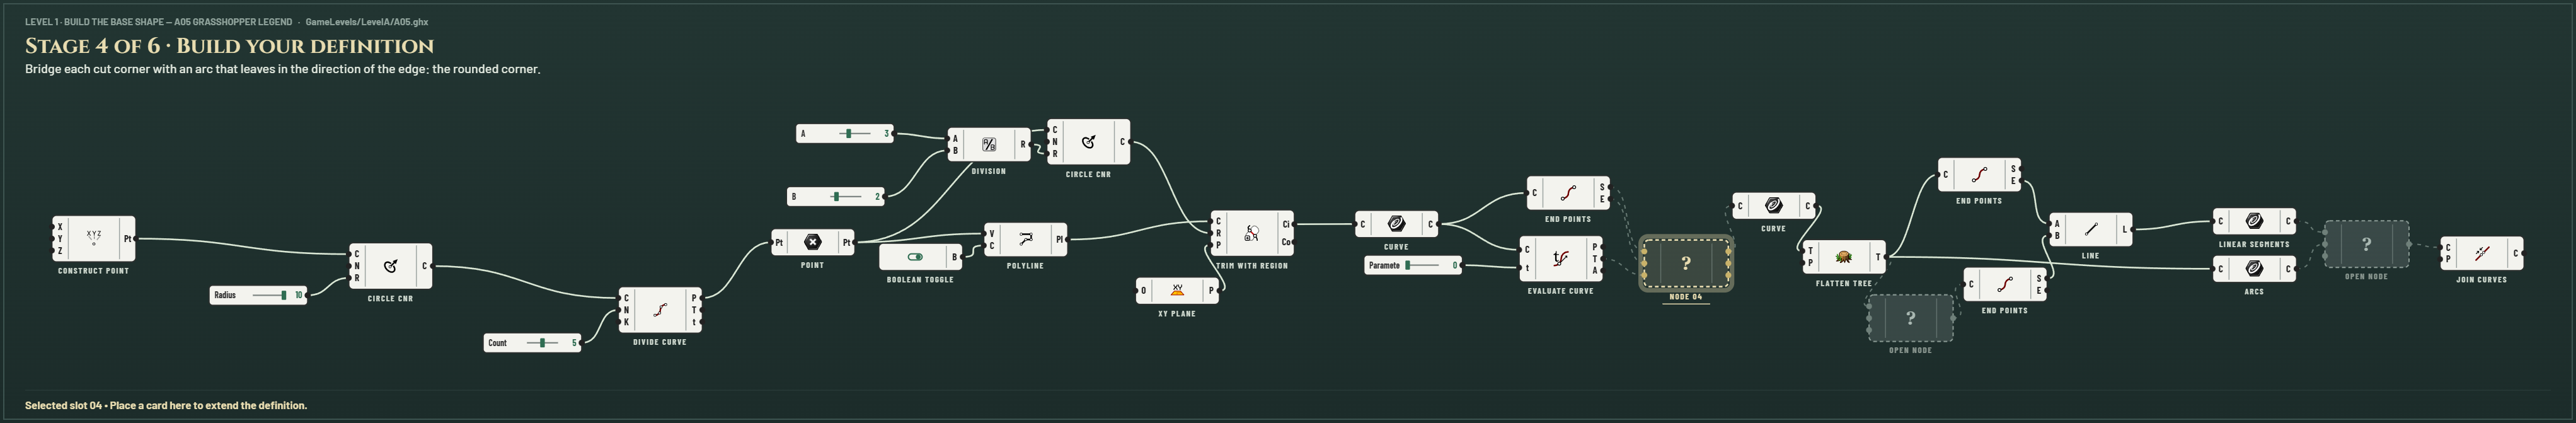 LEVEL 1 · BUILD THE BASE SHAPE — A05 GRASSHOPPER LEGEND · GameLevels/LevelA/A05.ghx
STAGE 4 OF 6 · BUILD YOUR DEFINITION
Bridge each cut corner with an arc that leaves in the direction of the edge: the rounded corner.
X
Y
Z
XYZ
Pt
CONSTRUCT POINT
Radius 10
C
N
R
C
CIRCLE CNR
Count 5
C
N
K
P
T
t
DIVIDE CURVE
Pt
Pt
POINT
A 3
B 2
A
B
R
DIVISION
C
N
R
C
CIRCLE CNR
B
BOOLEAN TOGGLE
V
C
Pl
POLYLINE
O
XY
P
XY PLANE
C
R
P
Ci
Co
TRIM WITH REGION
C
C
CURVE
Paramete 0
C
S
E
END POINTS
C
t
P
T
A
EVALUATE CURVE
?
NODE 04
C
C
CURVE
T
P
T
FLATTEN TREE
?
OPEN NODE
C
S
E
END POINTS
C
S
E
END POINTS
A
B
L
LINE
C
C
LINEAR SEGMENTS
C
C
ARCS
?
OPEN NODE
C
P
C
JOIN CURVES
Selected slot 04 • Place a card here to extend the definition.